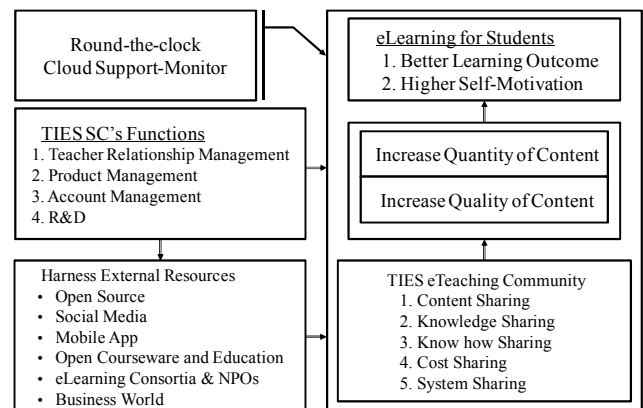 Round-the-clock
Cloud Support-Monitor
TIES SC's Functions
1. Teacher Relationship Management
2. Product Management
3. Account Management
4. R&D
Harness External Resources
• Open Source
• Social Media
• Mobile App
• Open Courseware and Education
• eLearning Consortia & NPOs
• Business World
eLearning for Students
1. Better Learning Outcome
2. Higher Self-Motivation
Increase Quantity of Content
Increase Quality of Content
TIES eTeaching Community
1. Content Sharing
2. Knowledge Sharing
3. Know how Sharing
4. Cost Sharing
5. System Sharing